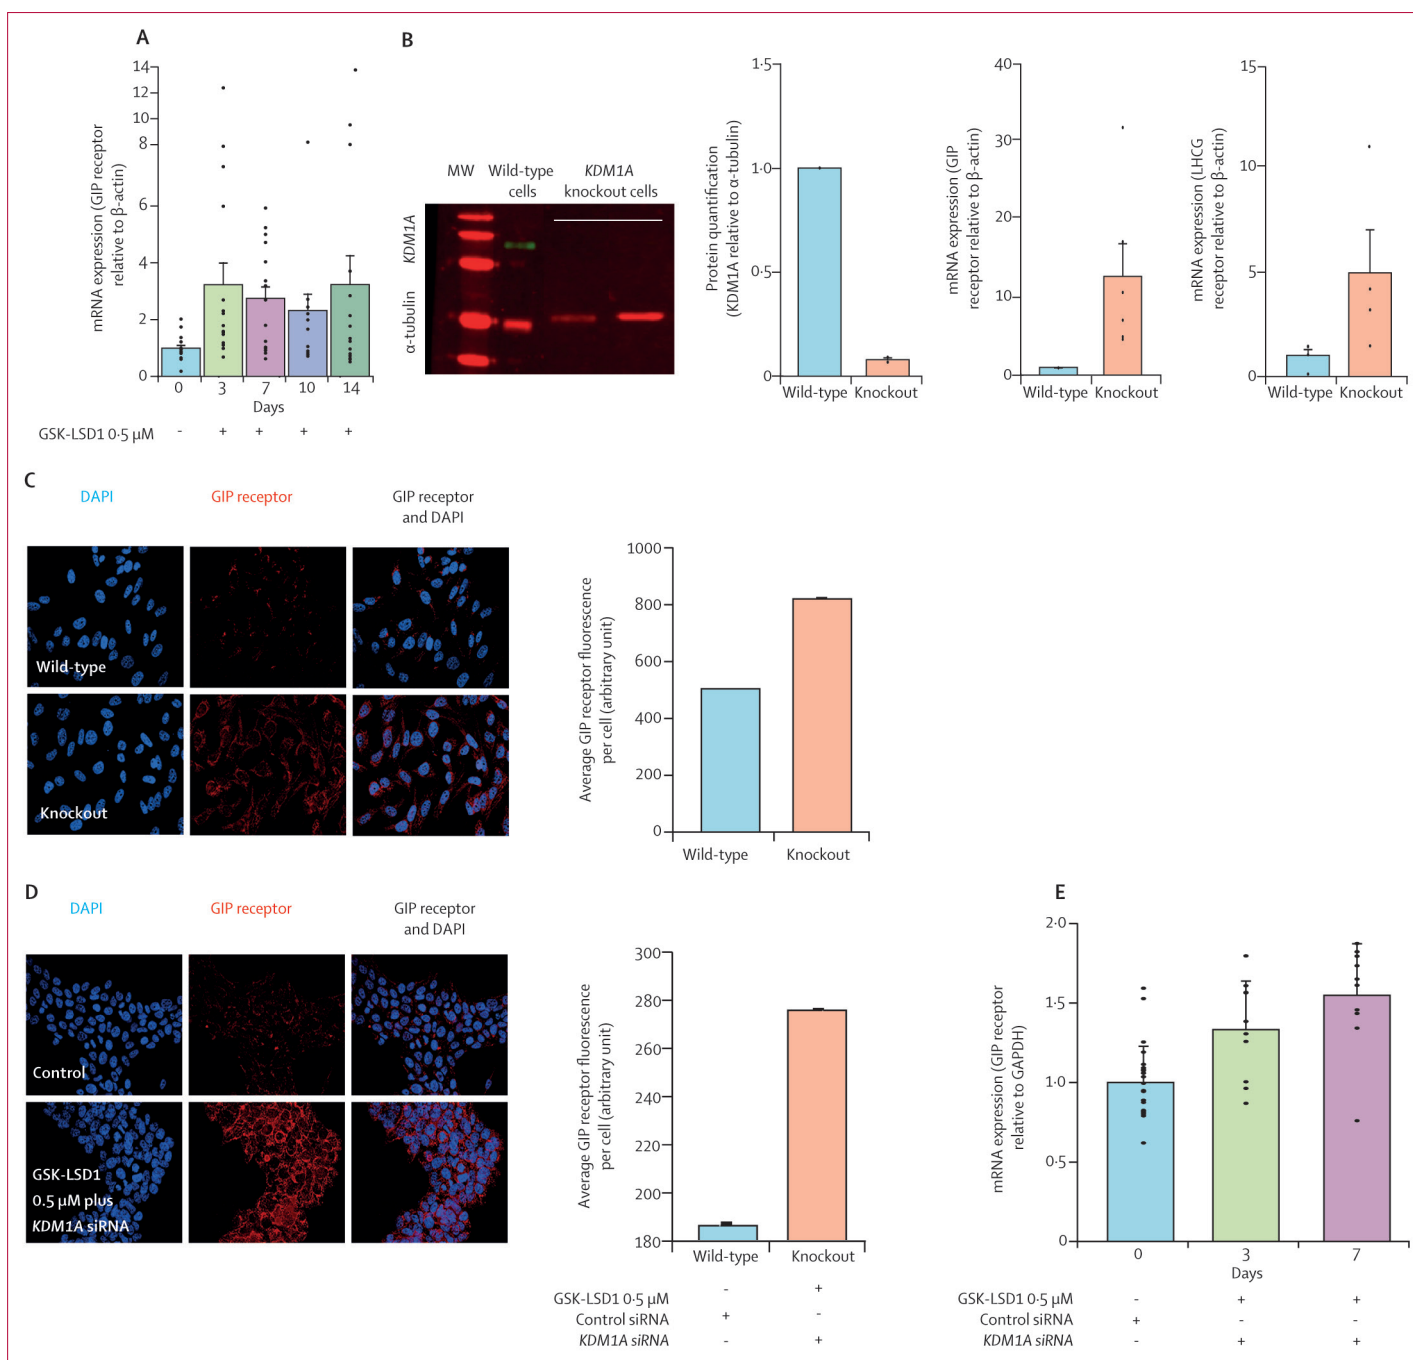 A
14
12
10
8
6
4
2
0
mRNA expression (GIP receptor
relative to β-actin)
0 3 7 10 14
Days
GSK-LSD1 0·5 μM - + + + +
B
MW Wild-type KDM1A
cells knockout cells
KDM1A
α-tubulin
1·5
1·0
0·5
0
Protein quantification
(KDM1A relative to α-tubulin)
Wild-type Knockout
40
30
20
10
0
mRNA expression (GIP
receptor relative to β-actin)
Wild-type Knockout
15
10
5
0
mRNA expression (LHCG
receptor relative to β-actin)
Wild-type Knockout
C
DAPI GIP receptor GIP receptor
and DAPI
Wild-type
Knockout
1000
800
600
400
200
0
Average GIP receptor fluorescence
per cell (arbitrary unit)
Wild-type Knockout
D
DAPI GIP receptor GIP receptor
and DAPI
Control
GSK-LSD1
0.5 μM plus
KDM1A siRNA
300
280
260
240
220
200
190
180
Average GIP receptor fluorescence
per cell (arbitrary unit)
Wild-type Knockout
GSK-LSD1 0·5 μM - +
Control siRNA + -
KDM1A siRNA - +
E
2·0
1·5
1·0
0·5
0
mRNA expression (GIP receptor
relative to GAPDH)
0 3 7
Days
GSK-LSD1 0·5 μM - + +
Control siRNA + - -
KDM1A siRNA - + +